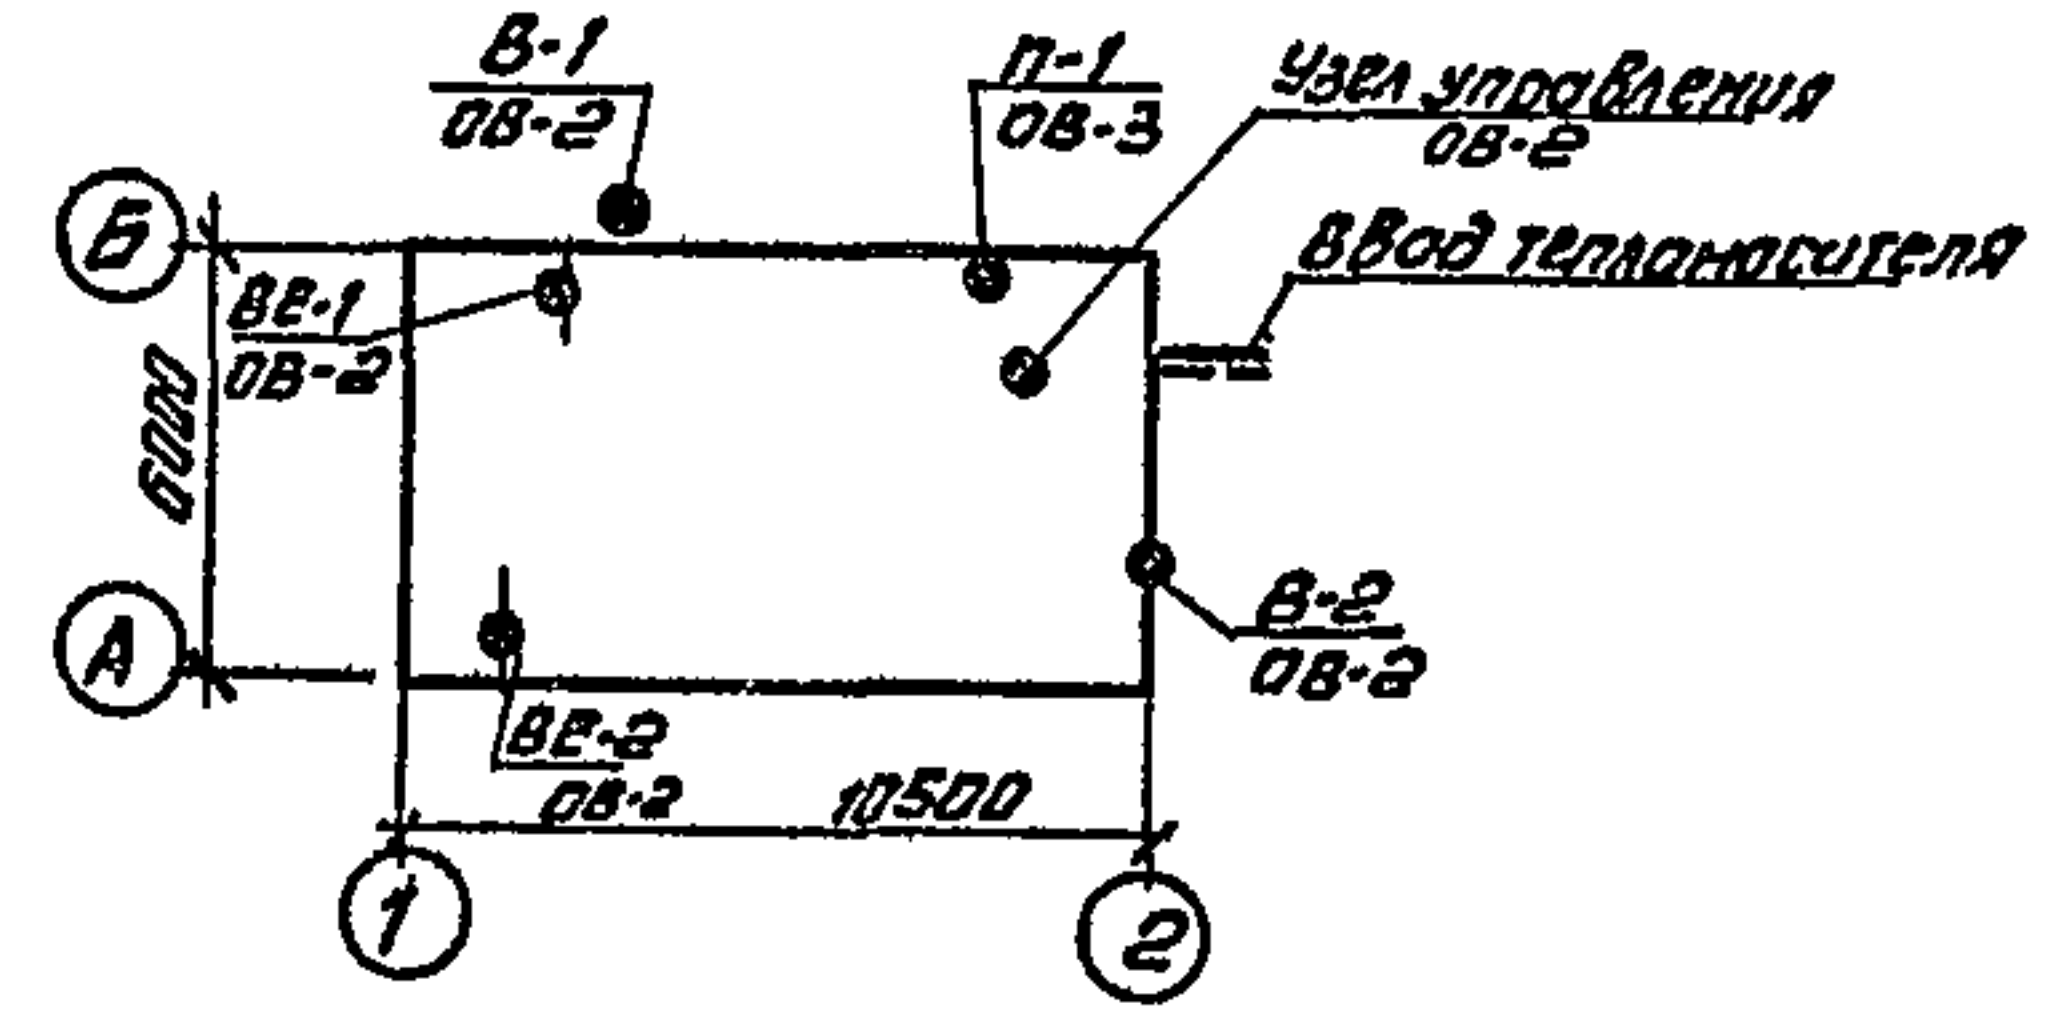 В-1
ОВ-2
П-1
ОВ-3
Узел управления
ОВ-2
Б
Ввод теплоносителя
ВЕ-1
ОВ-2
6000
А
В-2
ОВ-2
ВЕ-2
ОВ-2
10500
1
2